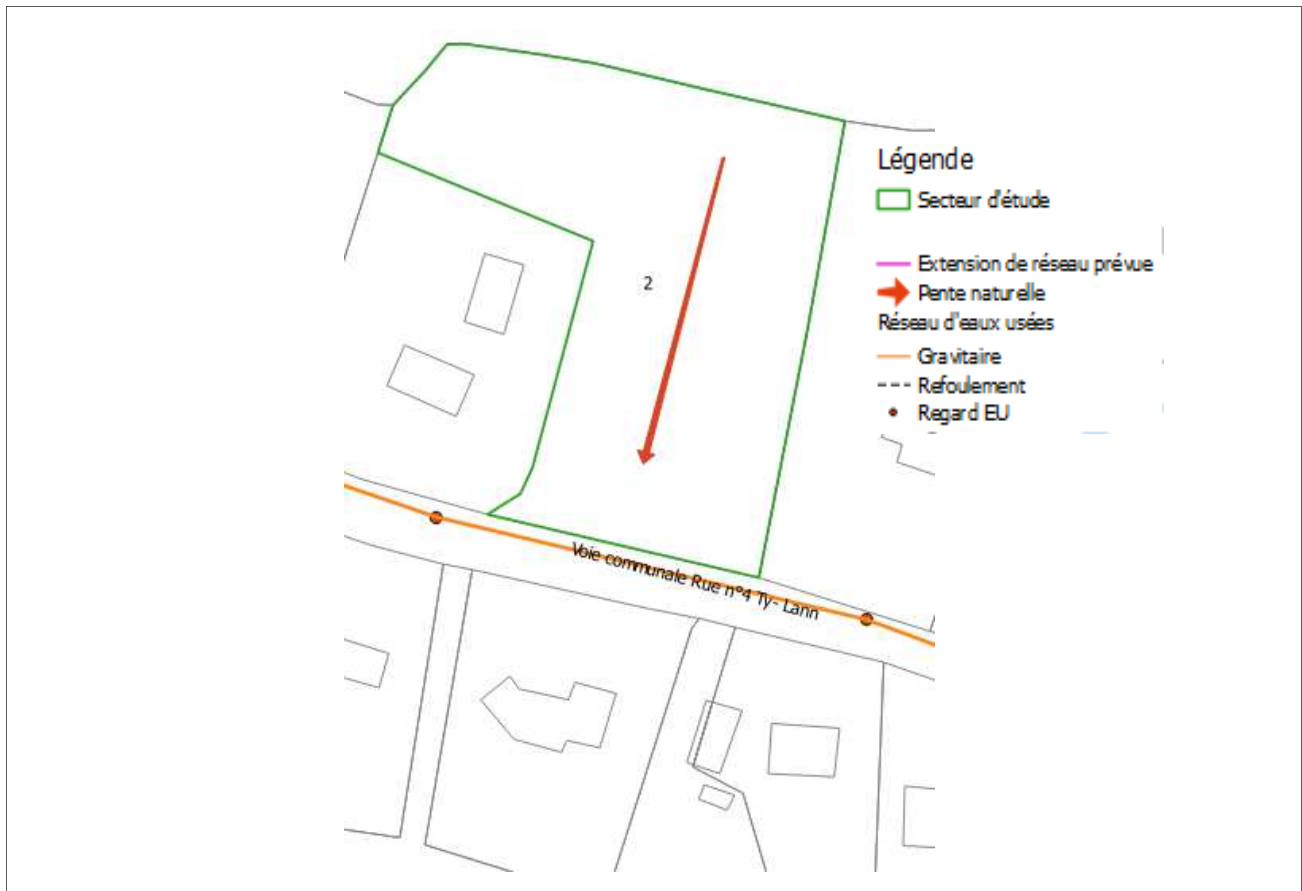 Légende
Secteur d'étude
Extension de réseau prévue
Pente naturelle
Réseau d'eaux usées
Gravitaire
Refoulement
Regard EU
2
Voie communale Rue n°4 Ty- Lann